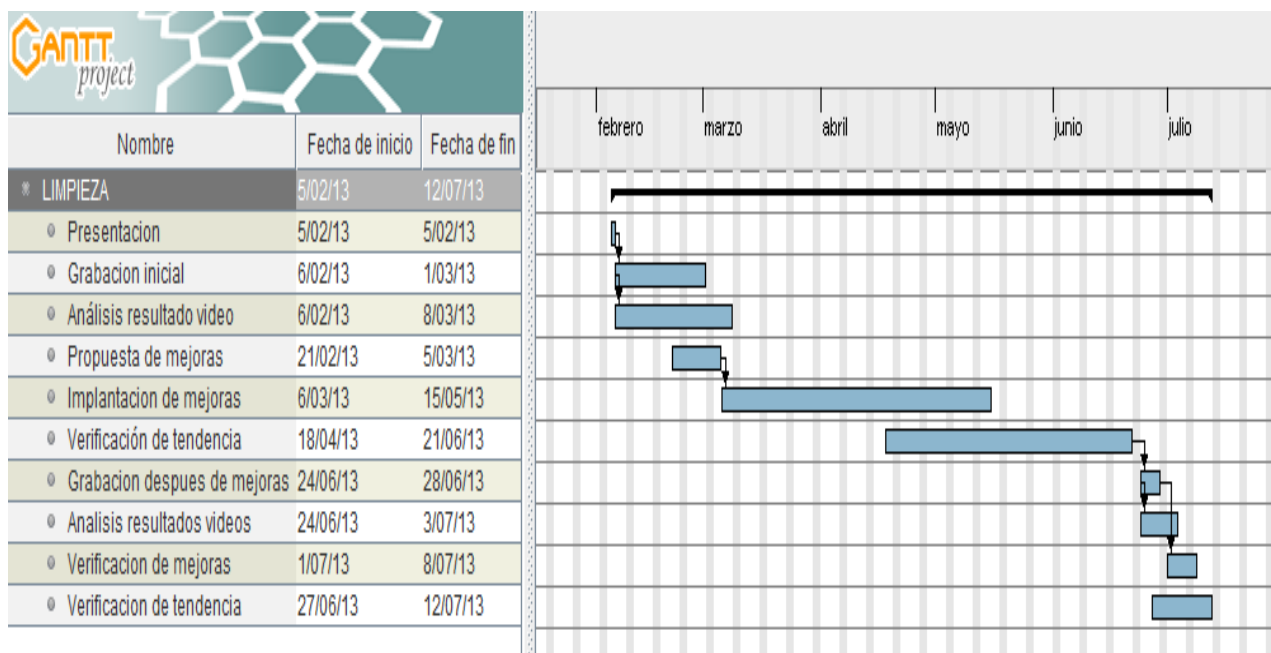 GANTT
project
febrero marzo abril mayo junio julio
Nombre Fecha de inicio Fecha de fin
LIMPIEZA 5/02/13 12/07/13
Presentacion 5/02/13 5/02/13
Grabacion inicial 6/02/13 1/03/13
Análisis resultado video 6/02/13 8/03/13
Propuesta de mejoras 21/02/13 5/03/13
Implantacion de mejoras 6/03/13 15/05/13
Verificación de tendencia 18/04/13 21/06/13
Grabacion despues de mejoras 24/06/13 28/06/13
Analisis resultados videos 24/06/13 3/07/13
Verificacion de mejoras 1/07/13 8/07/13
Verificacion de tendencia 27/06/13 12/07/13